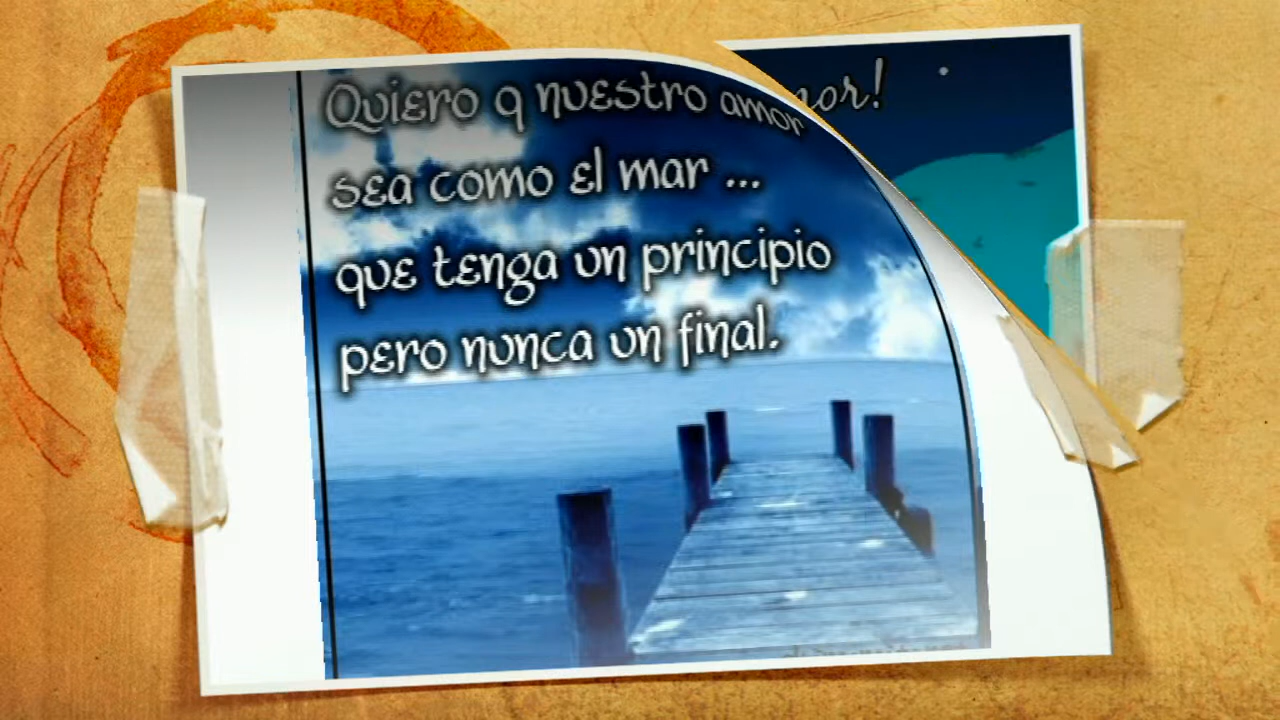 Quiero q nuestro amor
sea como el mar ...
que tenga un principio
pero nunca un final.